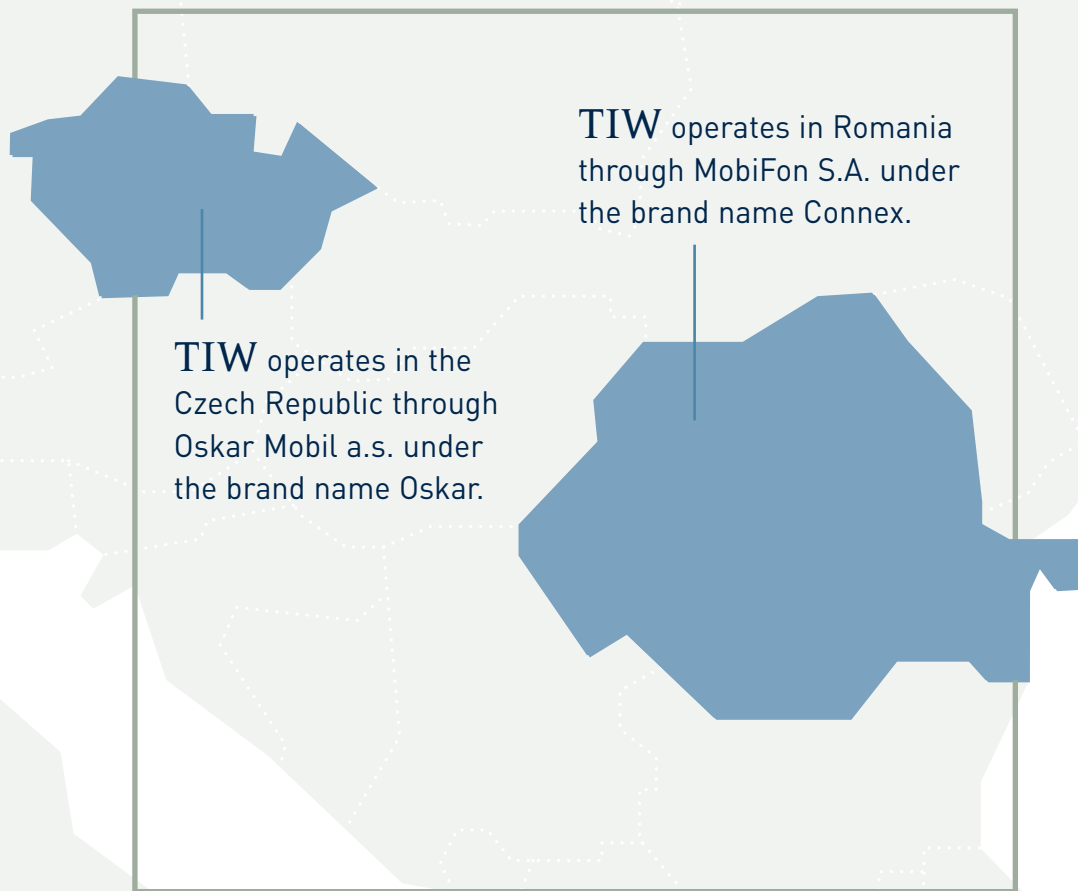 TIW operates in Romania
through MobiFon S.A. under
the brand name Connex.
TIW operates in the
Czech Republic through
Oskar Mobil a.s. under
the brand name Oskar.